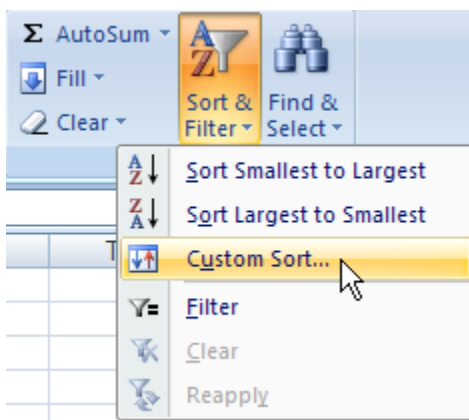 Σ AutoSum
Fill
Clear
Sort &
Filter
Find &
Select
Sort Smallest to Largest
Sort Largest to Smallest
Custom Sort...
Filter
Clear
Reapply
T